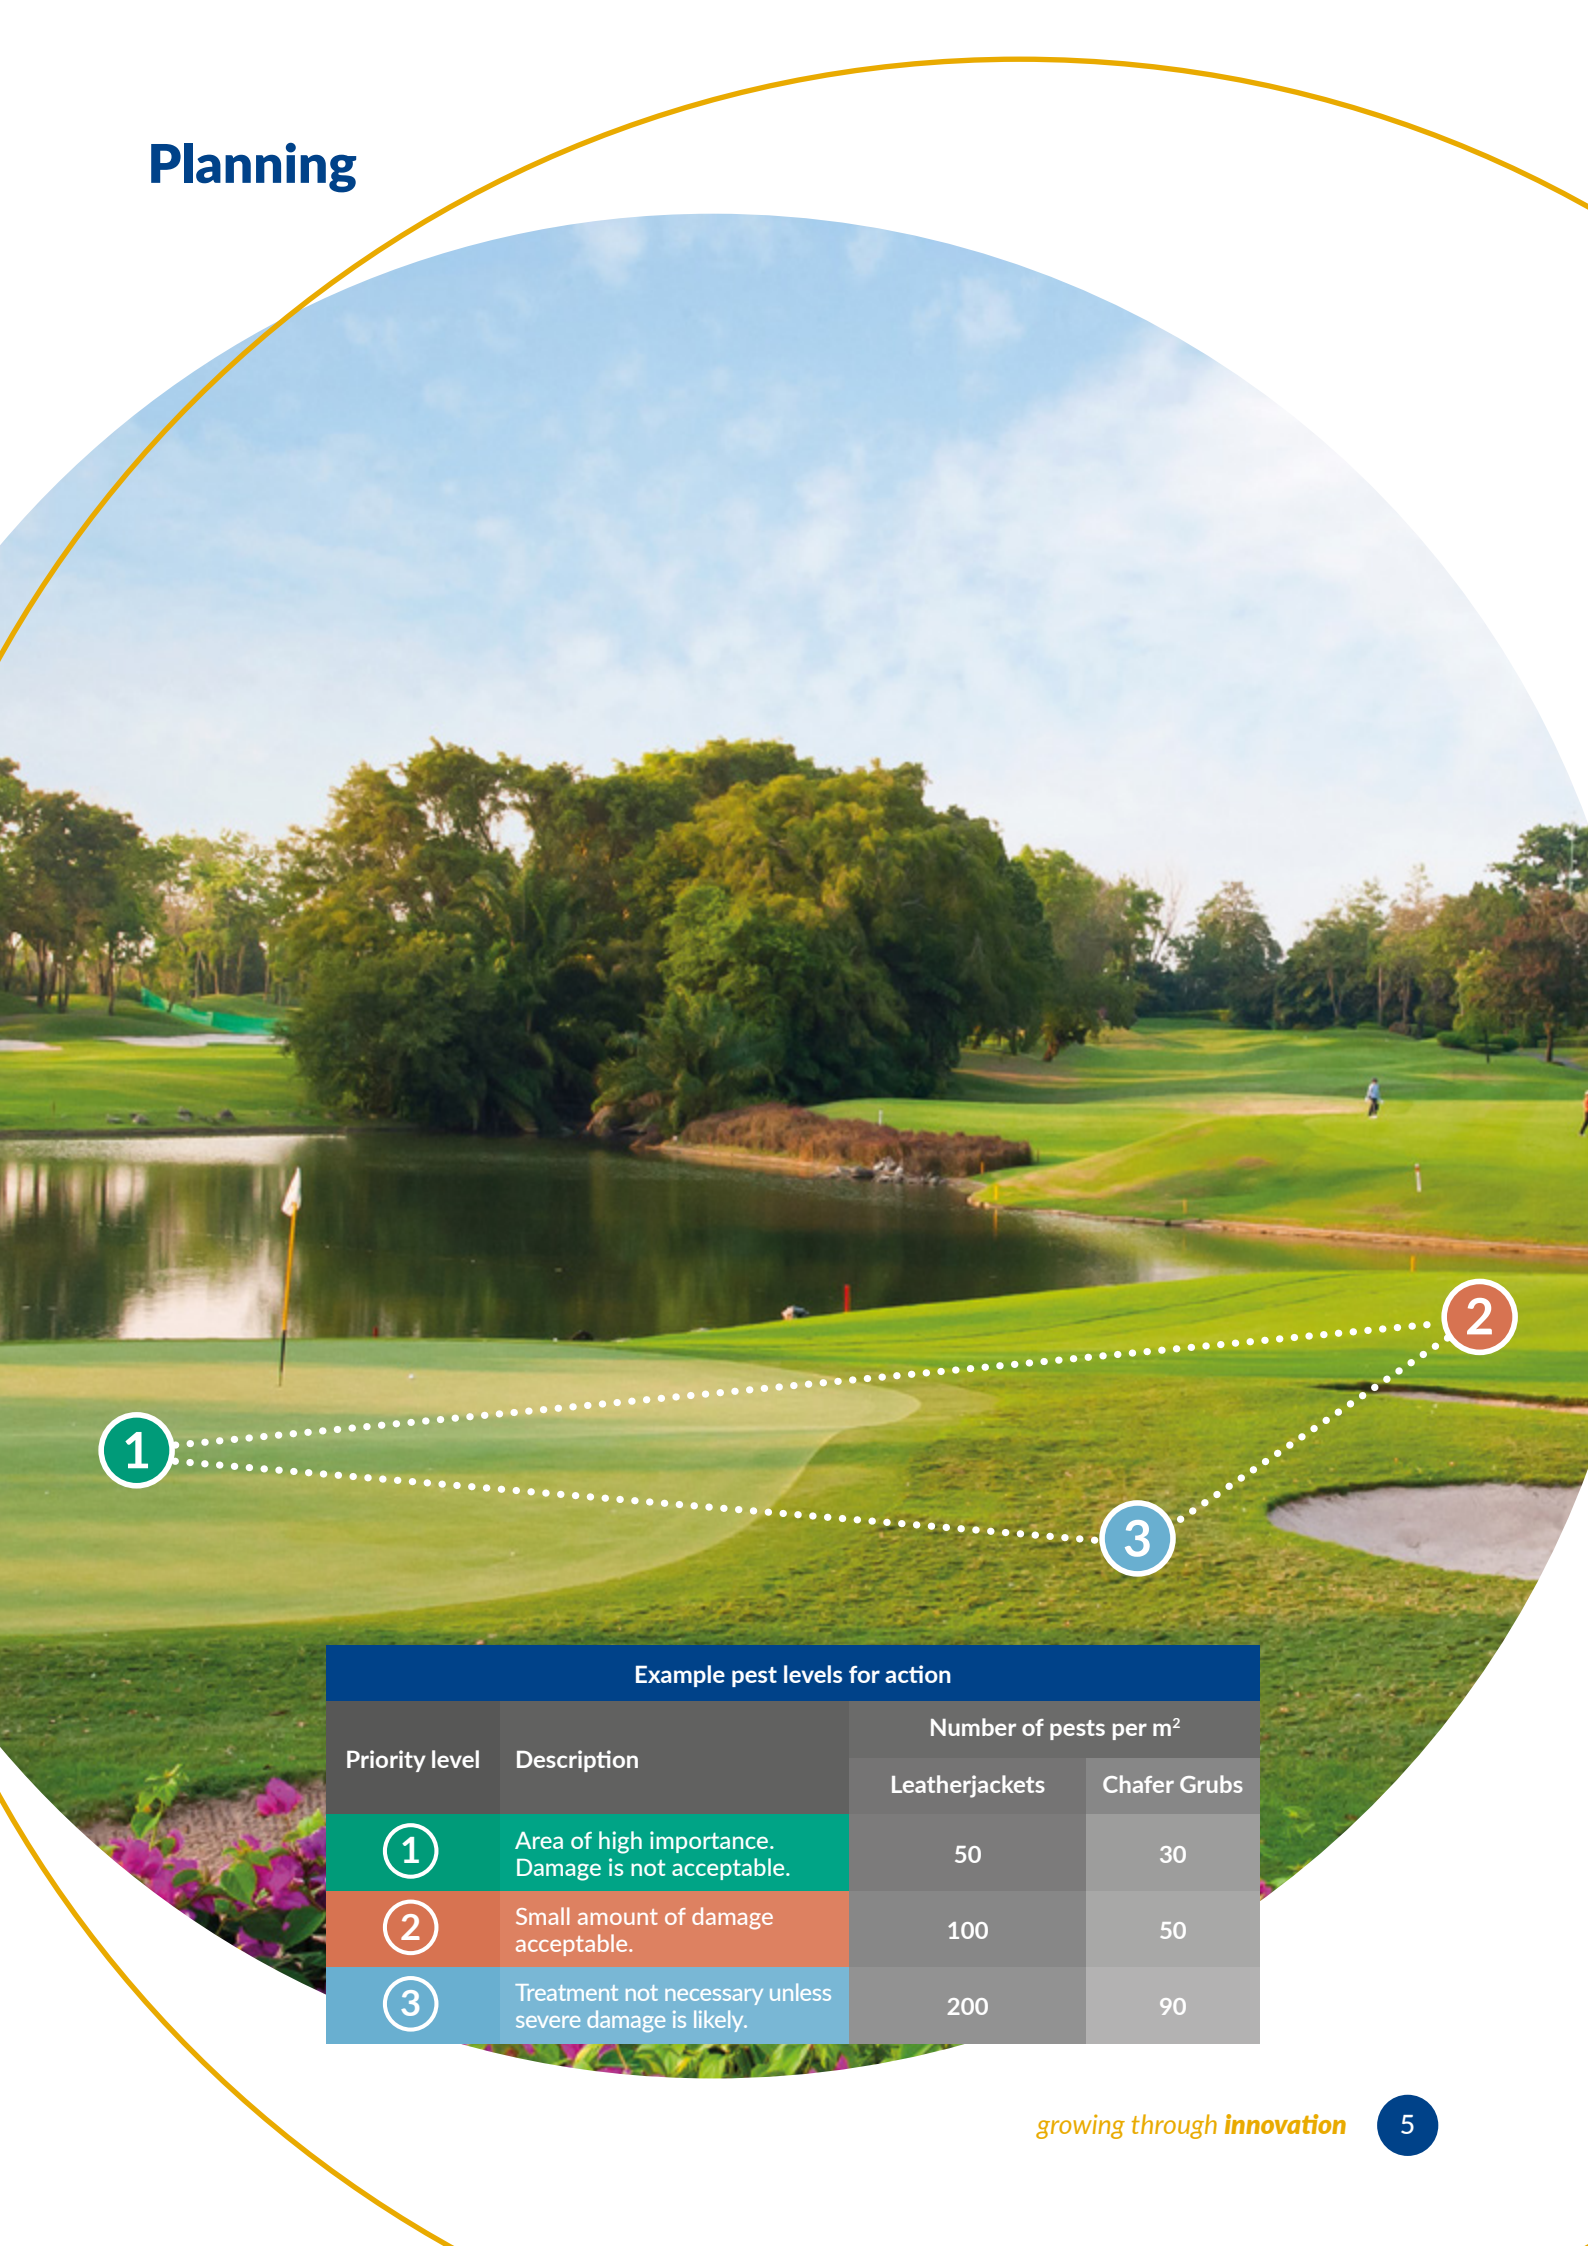 Planning
2
1
3
Example pest levels for action
Priority level
Description
Number of pests per m²
Leatherjackets
Chafer Grubs
1
Area of high importance.
Damage is not acceptable.
50
30
2
Small amount of damage
acceptable.
100
50
3
Treatment not necessary unless
severe damage is likely.
200
90
growing through innovation
5